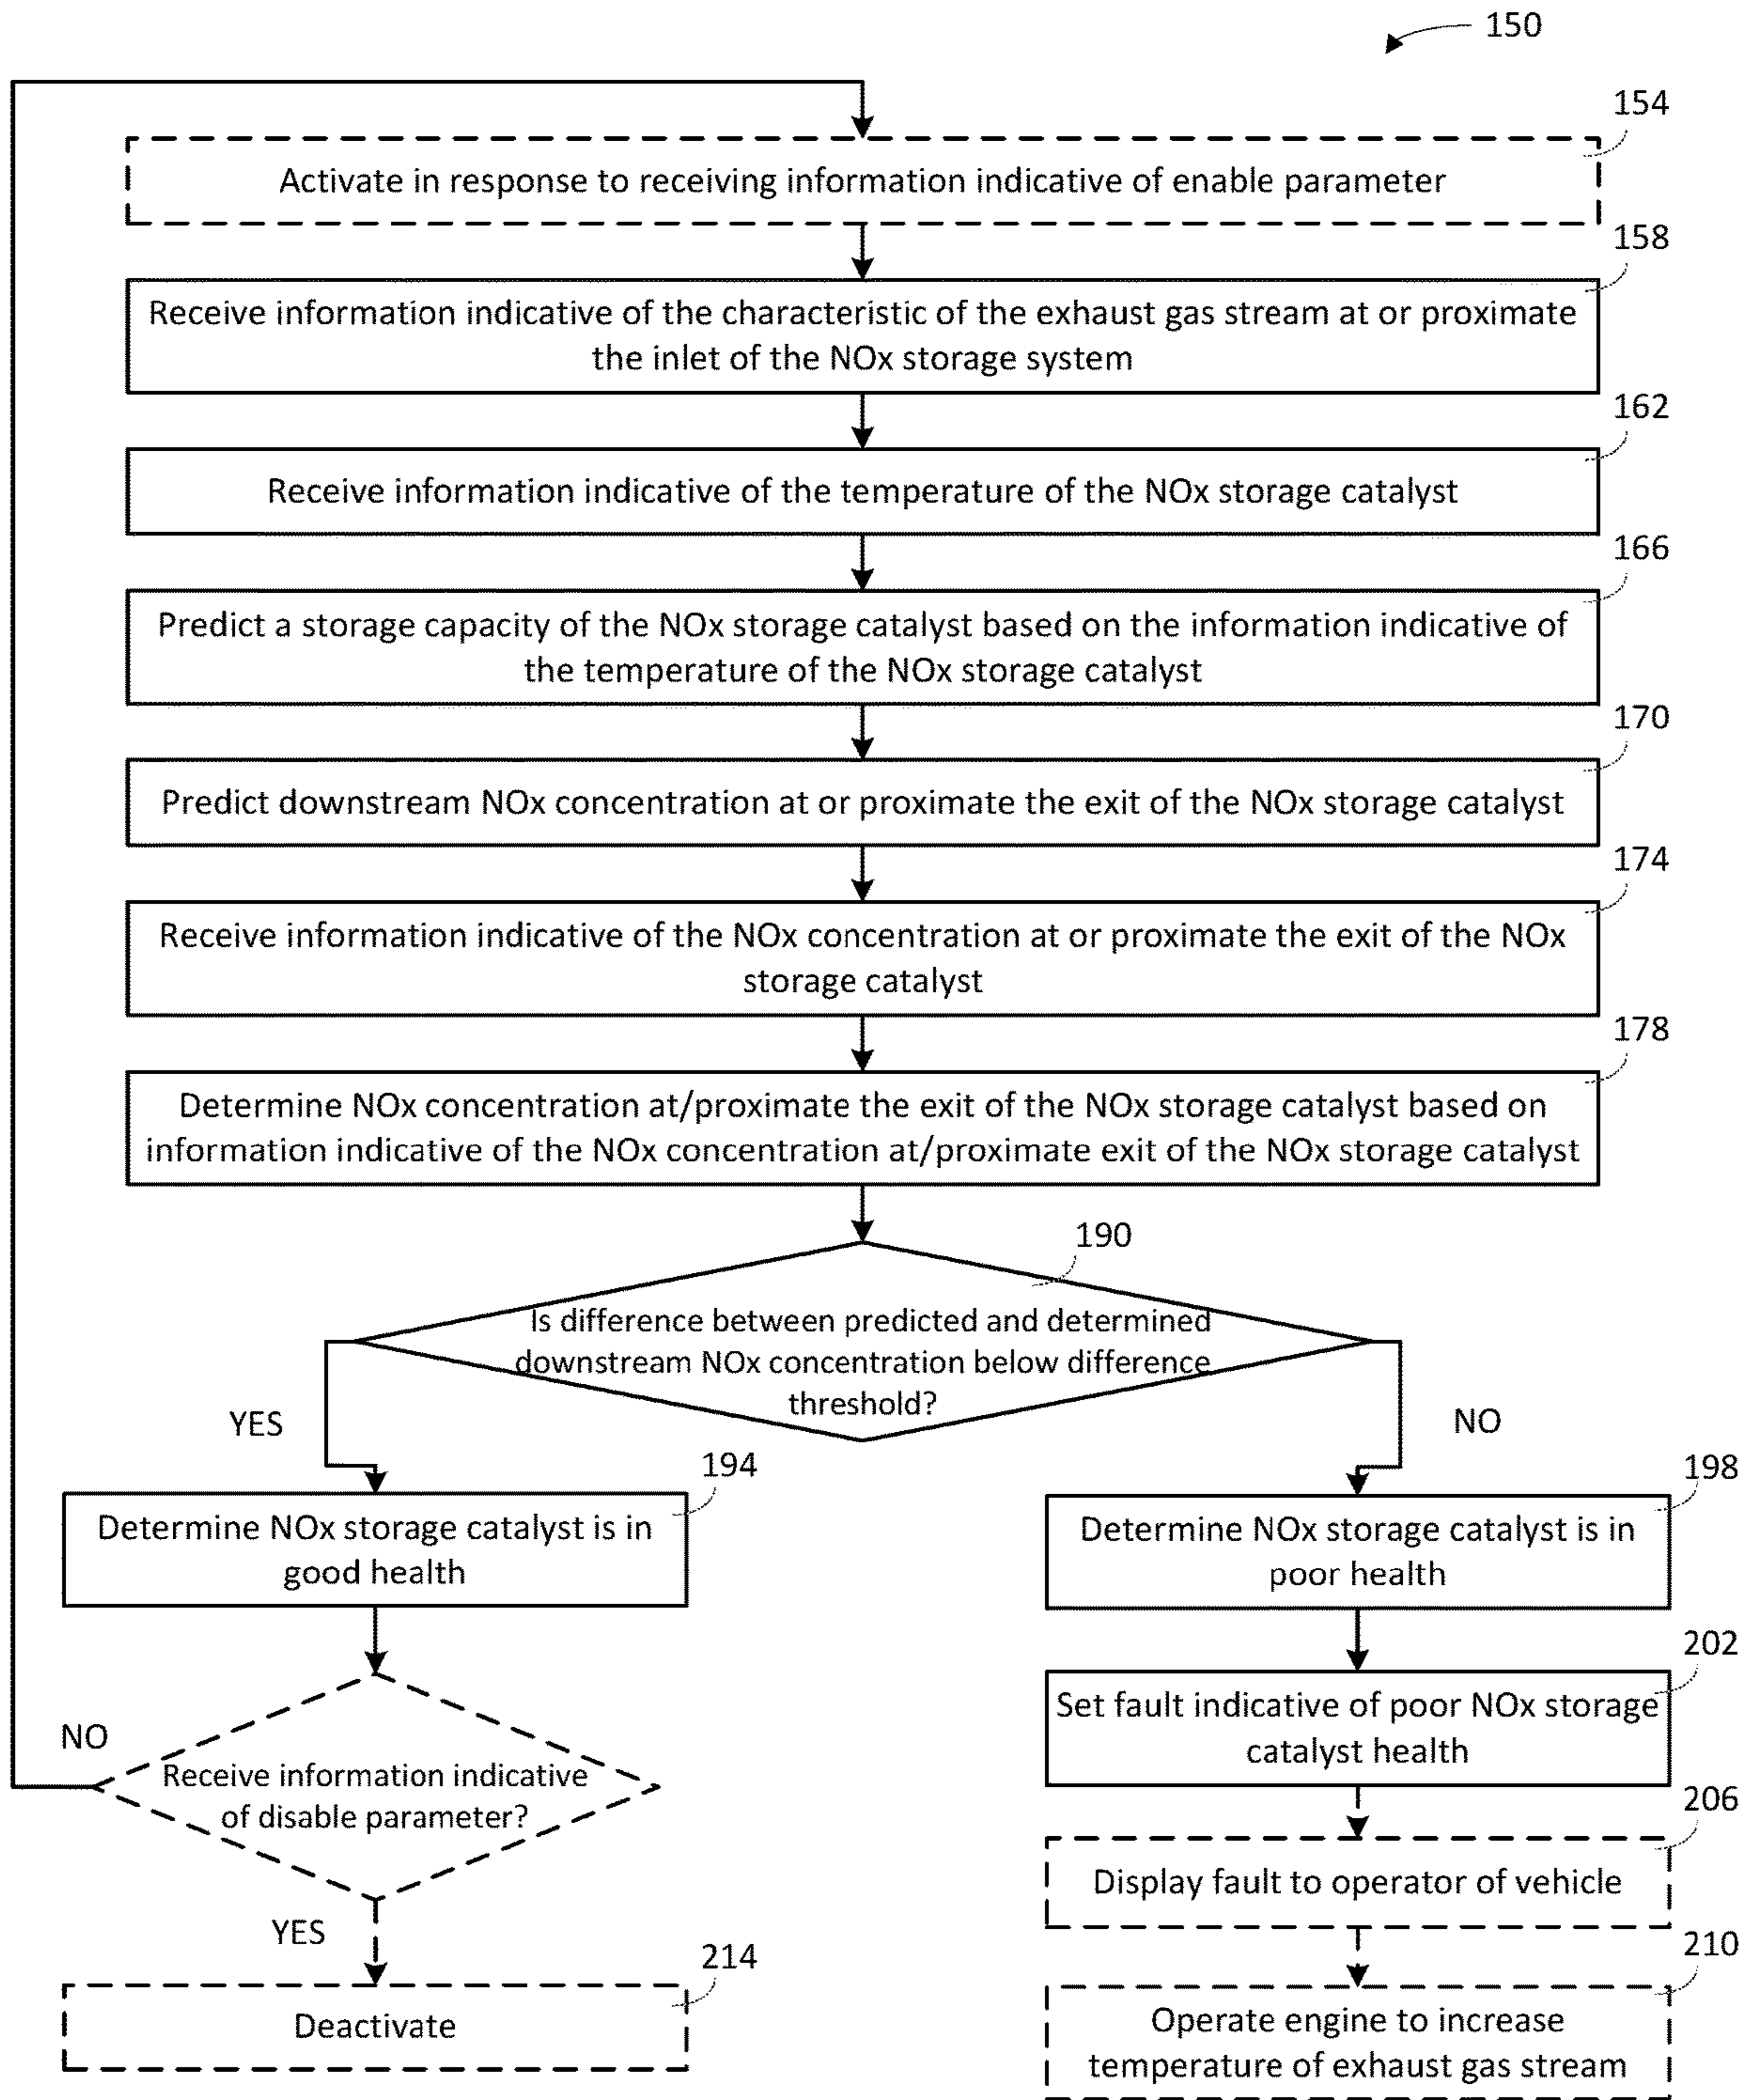 150
154
Activate in response to receiving information indicative of enable parameter
158
Receive information indicative of the characteristic of the exhaust gas stream at or proximate
the inlet of the NOx storage system
162
Receive information indicative of the temperature of the NOx storage catalyst
166
Predict a storage capacity of the NOx storage catalyst based on the information indicative of
the temperature of the NOx storage catalyst
170
Predict downstream NOx concentration at or proximate the exit of the NOx storage catalyst
174
Receive information indicative of the NOx concentration at or proximate the exit of the NOx
storage catalyst
178
Determine NOx concentration at/proximate the exit of the NOx storage catalyst based on
information indicative of the NOx concentration at/proximate exit of the NOx storage catalyst
190
Is difference between predicted and determined
downstream NOx concentration below difference
threshold?
YES
NO
194
Determine NOx storage catalyst is in
good health
198
Determine NOx storage catalyst is in
poor health
202
Set fault indicative of poor NOx storage
catalyst health
NO
Receive information indicative
of disable parameter?
206
Display fault to operator of vehicle
YES
214
Deactivate
210
Operate engine to increase
temperature of exhaust gas stream